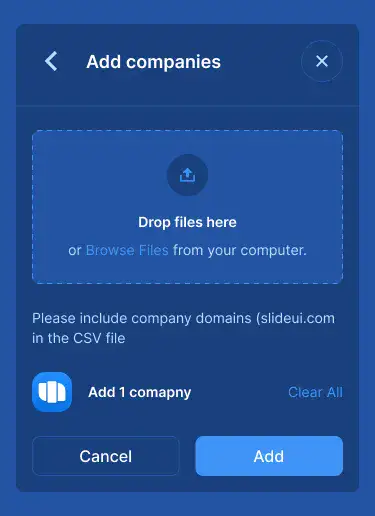 Add companies
Drop files here
or Browse Files from your computer.
Please include company domains (slideui.com
in the CSV file
Add 1 comapny
Clear All
Cancel
Add